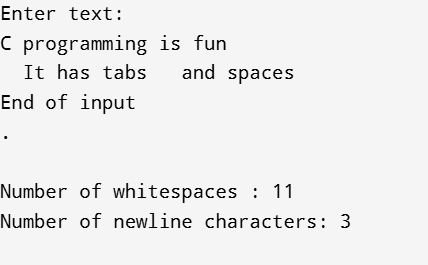 Enter text:
C programming is fun
  It has tabs   and spaces
End of input
.
Number of whitespaces : 11
Number of newline characters: 3